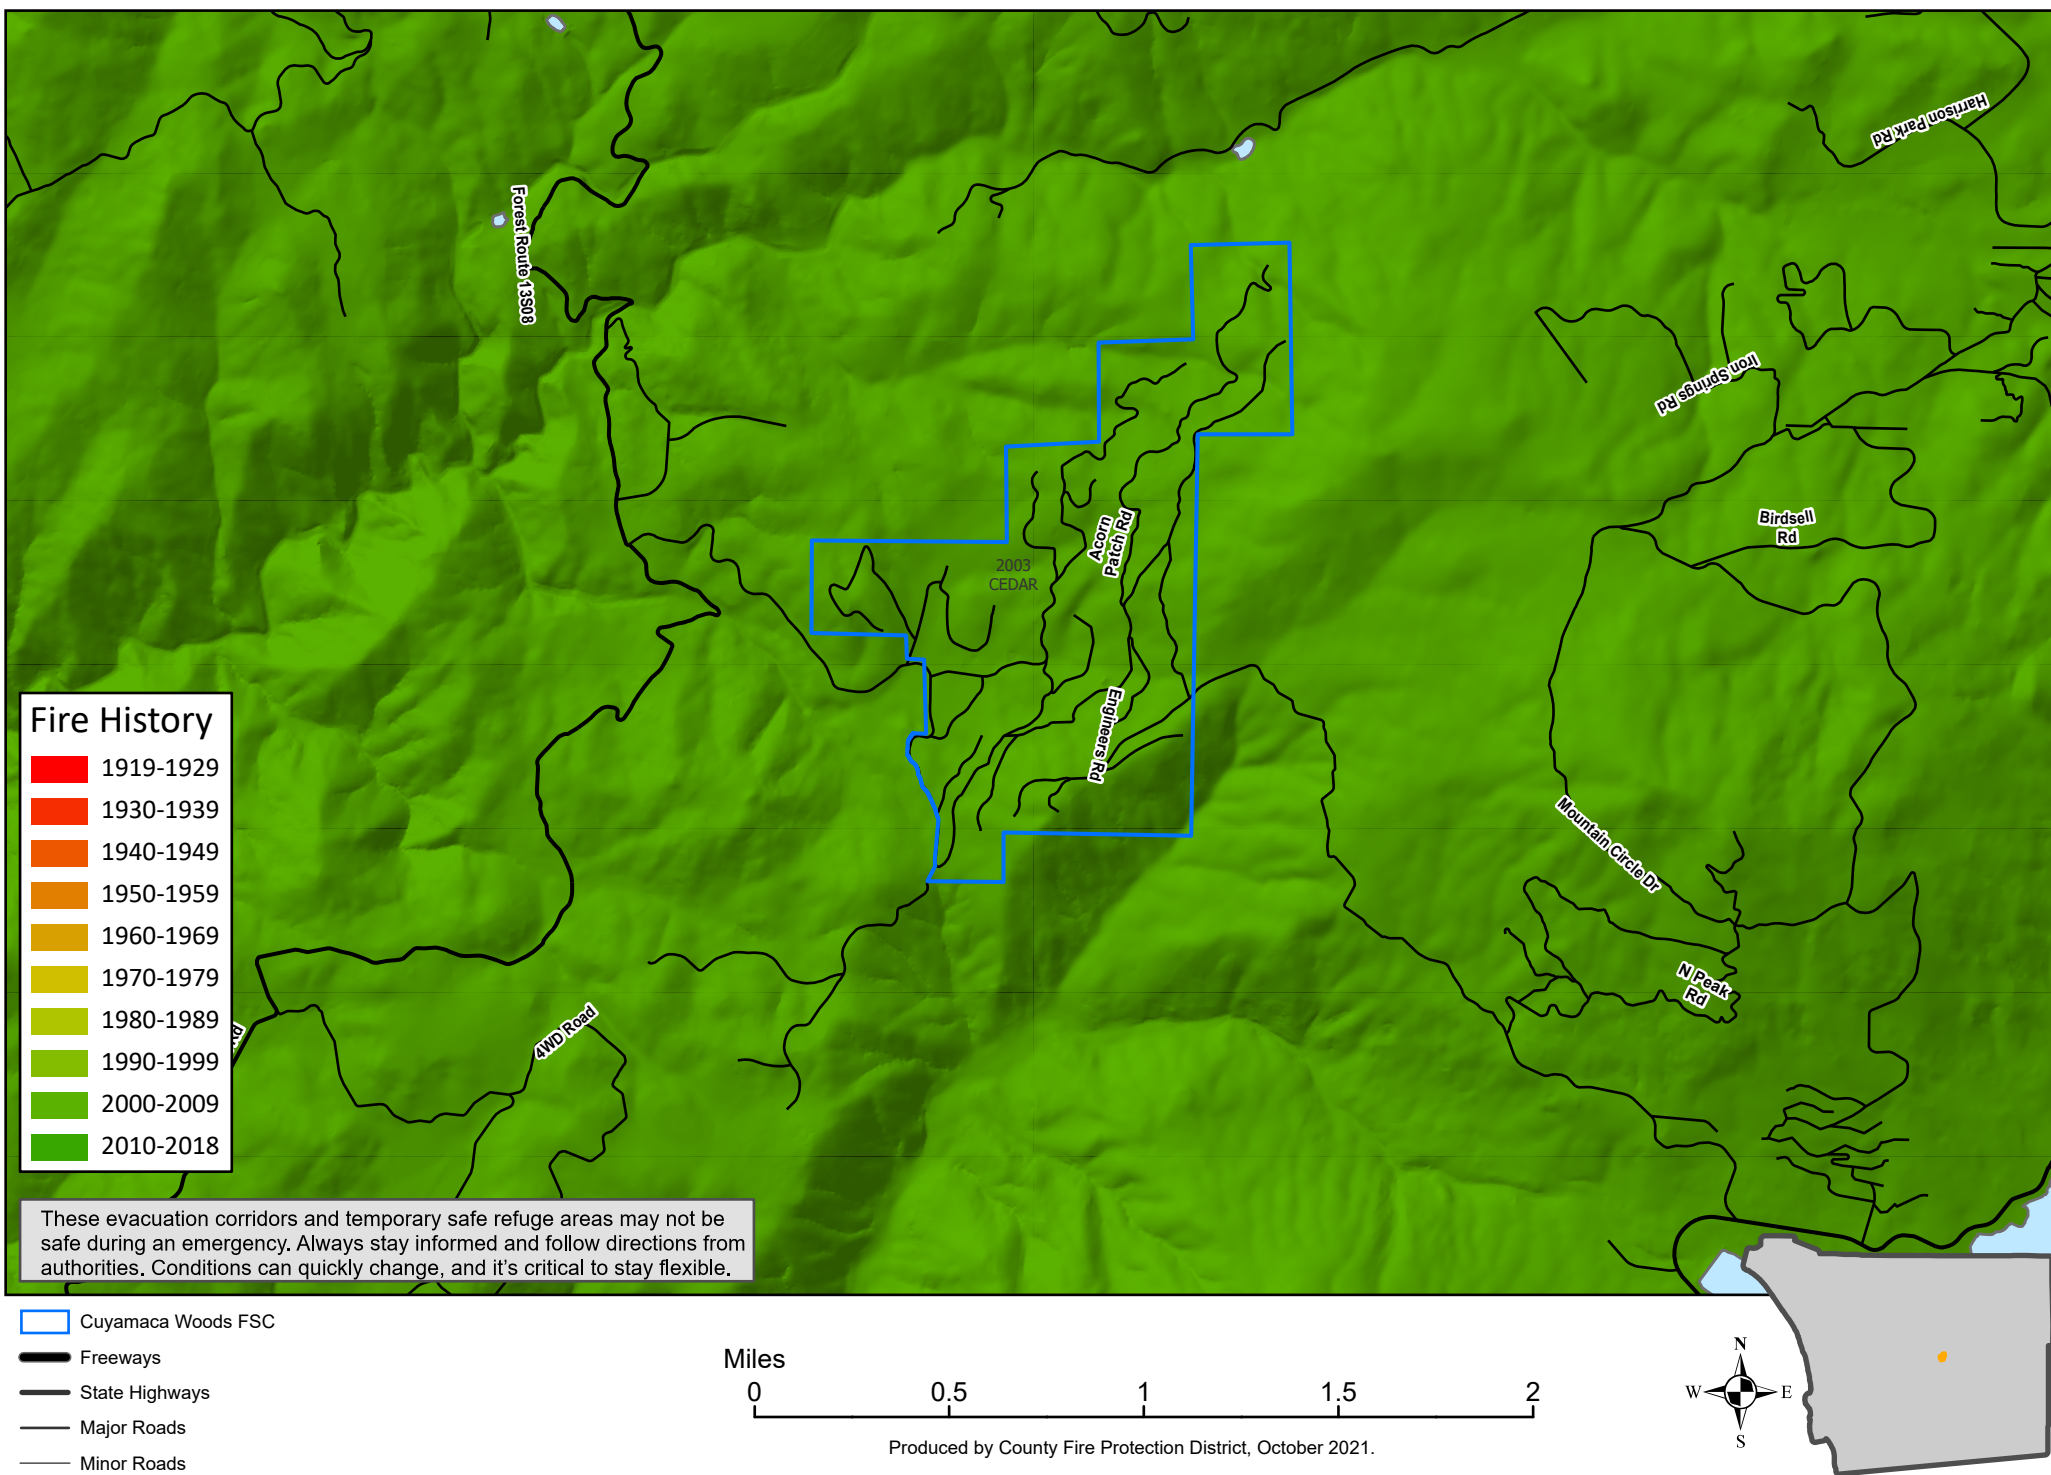 Harrison Park Rd
Forest Route 13S08
Iron Springs Rd
Acorn
Patch Rd
Birdsell
Rd
2003
CEDAR
Engineers Rd
Mountain Circle Dr
N Peak
Rd
4WD Road
Rd
Fire History
1919-1929
1930-1939
1940-1949
1950-1959
1960-1969
1970-1979
1980-1989
1990-1999
2000-2009
2010-2018
These evacuation corridors and temporary safe refuge areas may not be
safe during an emergency. Always stay informed and follow directions from
authorities. Conditions can quickly change, and it's critical to stay flexible.
Cuyamaca Woods FSC
Freeways
State Highways
Major Roads
Minor Roads
Miles
0 0.5 1 1.5 2
Produced by County Fire Protection District, October 2021.
N
W E
S